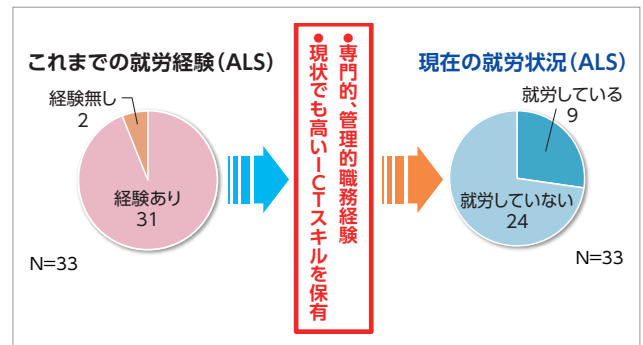 これまでの就労経験(ALS)
経験無し
2
経験あり
31
N=33
●専門的、管理的職務経験
●現状でも高いICTスキルを保有
現在の就労状況(ALS)
就労している
9
就労していない
24
N=33